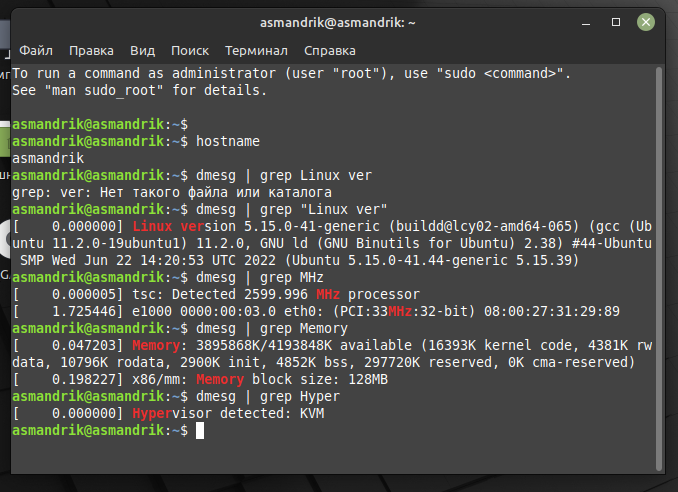 asmandrik@asmandrik: ~
Файл Правка Вид Поиск Терминал Справка
To run a command as administrator (user "root"), use "sudo <command>".
See "man sudo_root" for details.
asmandrik@asmandrik:~$
asmandrik@asmandrik:~$ hostname
asmandrik
asmandrik@asmandrik:~$ dmesg | grep Linux ver
grep: ver: Нет такого файла или каталога
asmandrik@asmandrik:~$ dmesg | grep "Linux ver"
[    0.000000] Linux version 5.15.0-41-generic (buildd@lcy02-amd64-065) (gcc (Ub
untu 11.2.0-19ubuntu1) 11.2.0, GNU ld (GNU Binutils for Ubuntu) 2.38) #44-Ubuntu
 SMP Wed Jun 22 14:20:53 UTC 2022 (Ubuntu 5.15.0-41.44-generic 5.15.39)
asmandrik@asmandrik:~$ dmesg | grep MHz
[    0.000005] tsc: Detected 2599.996 MHz processor
[    1.725446] e1000 0000:00:03.0 eth0: (PCI:33MHz:32-bit) 08:00:27:31:29:89
asmandrik@asmandrik:~$ dmesg | grep Memory
[    0.047203] Memory: 3895868K/4193848K available (16393K kernel code, 4381K rw
data, 10796K rodata, 2900K init, 4852K bss, 297720K reserved, 0K cma-reserved)
[    0.198227] x86/mm: Memory block size: 128MB
asmandrik@asmandrik:~$ dmesg | grep Hyper
[    0.000000] Hypervisor detected: KVM
asmandrik@asmandrik:~$